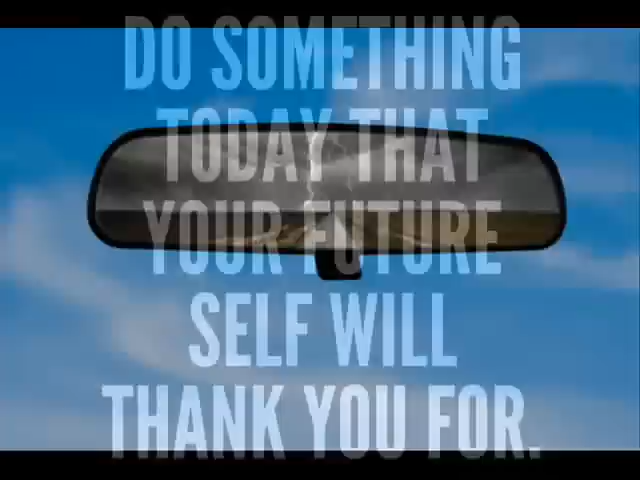 DO SOMETHING
TODAY THAT
YOUR FUTURE
SELF WILL
THANK YOU FOR.